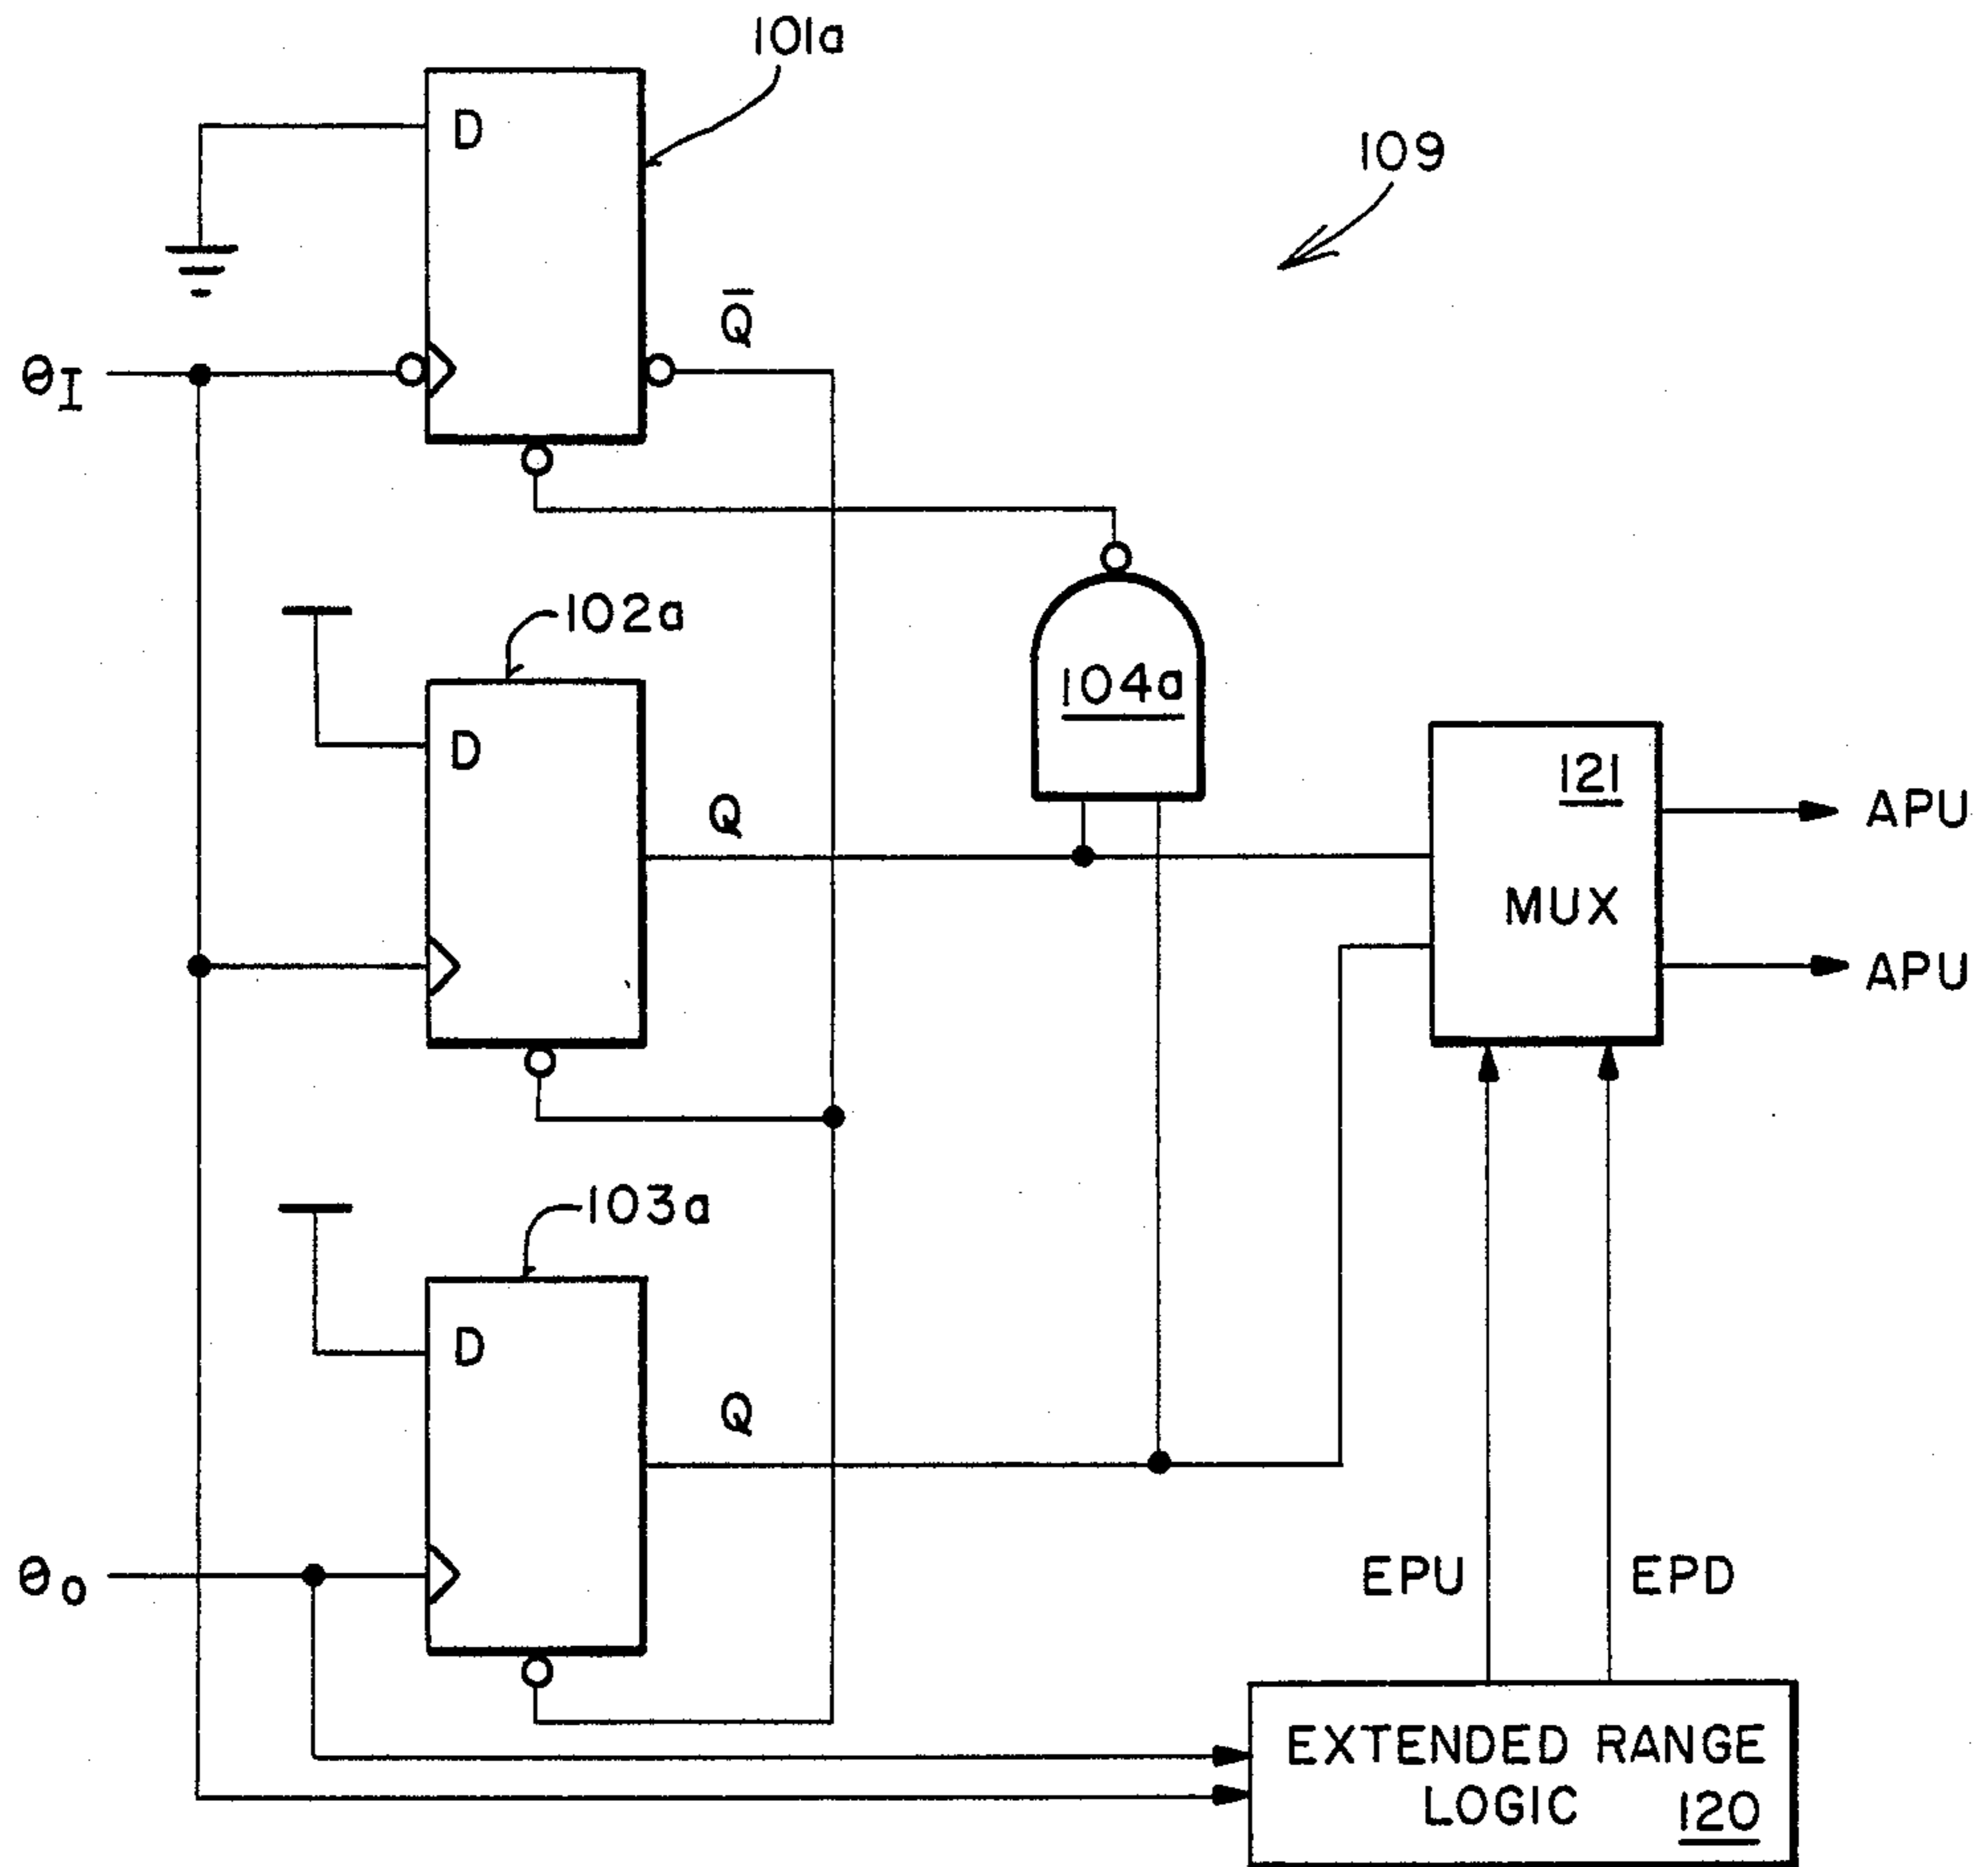 101a
D
109
Q̅
θI
102a
104a
D
121
Q
APU
MUX
APU
103a
D
Q
θo
EPU
EPD
EXTENDED RANGE
LOGIC 120